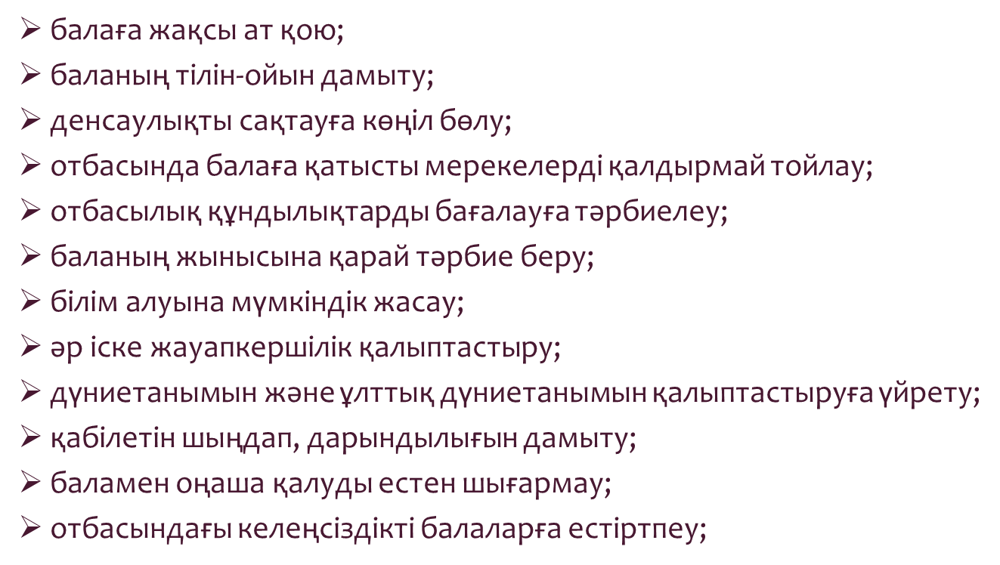 ➢ балаға жақсы ат қою;
➢ баланың тілін-ойын дамыту;
➢ денсаулықты сақтауға көңіл бөлу;
➢ отбасында балаға қатысты мерекелерді қалдырмай тойлау;
➢ отбасылық құндылықтарды бағалауға тәрбиелеу;
➢ баланың жынысына қарай тәрбие беру;
➢ білім алуына мүмкіндік жасау;
➢ әр іске жауапкершілік қалыптастыру;
➢ дүниетанымын және ұлттық дүниетанымын қалыптастыруға үйрету;
➢ қабілетін шыңдап, дарындылығын дамыту;
➢ баламен оңаша қалуды естен шығармау;
➢ отбасындағы келеңсіздікті балаларға естіртпеу;